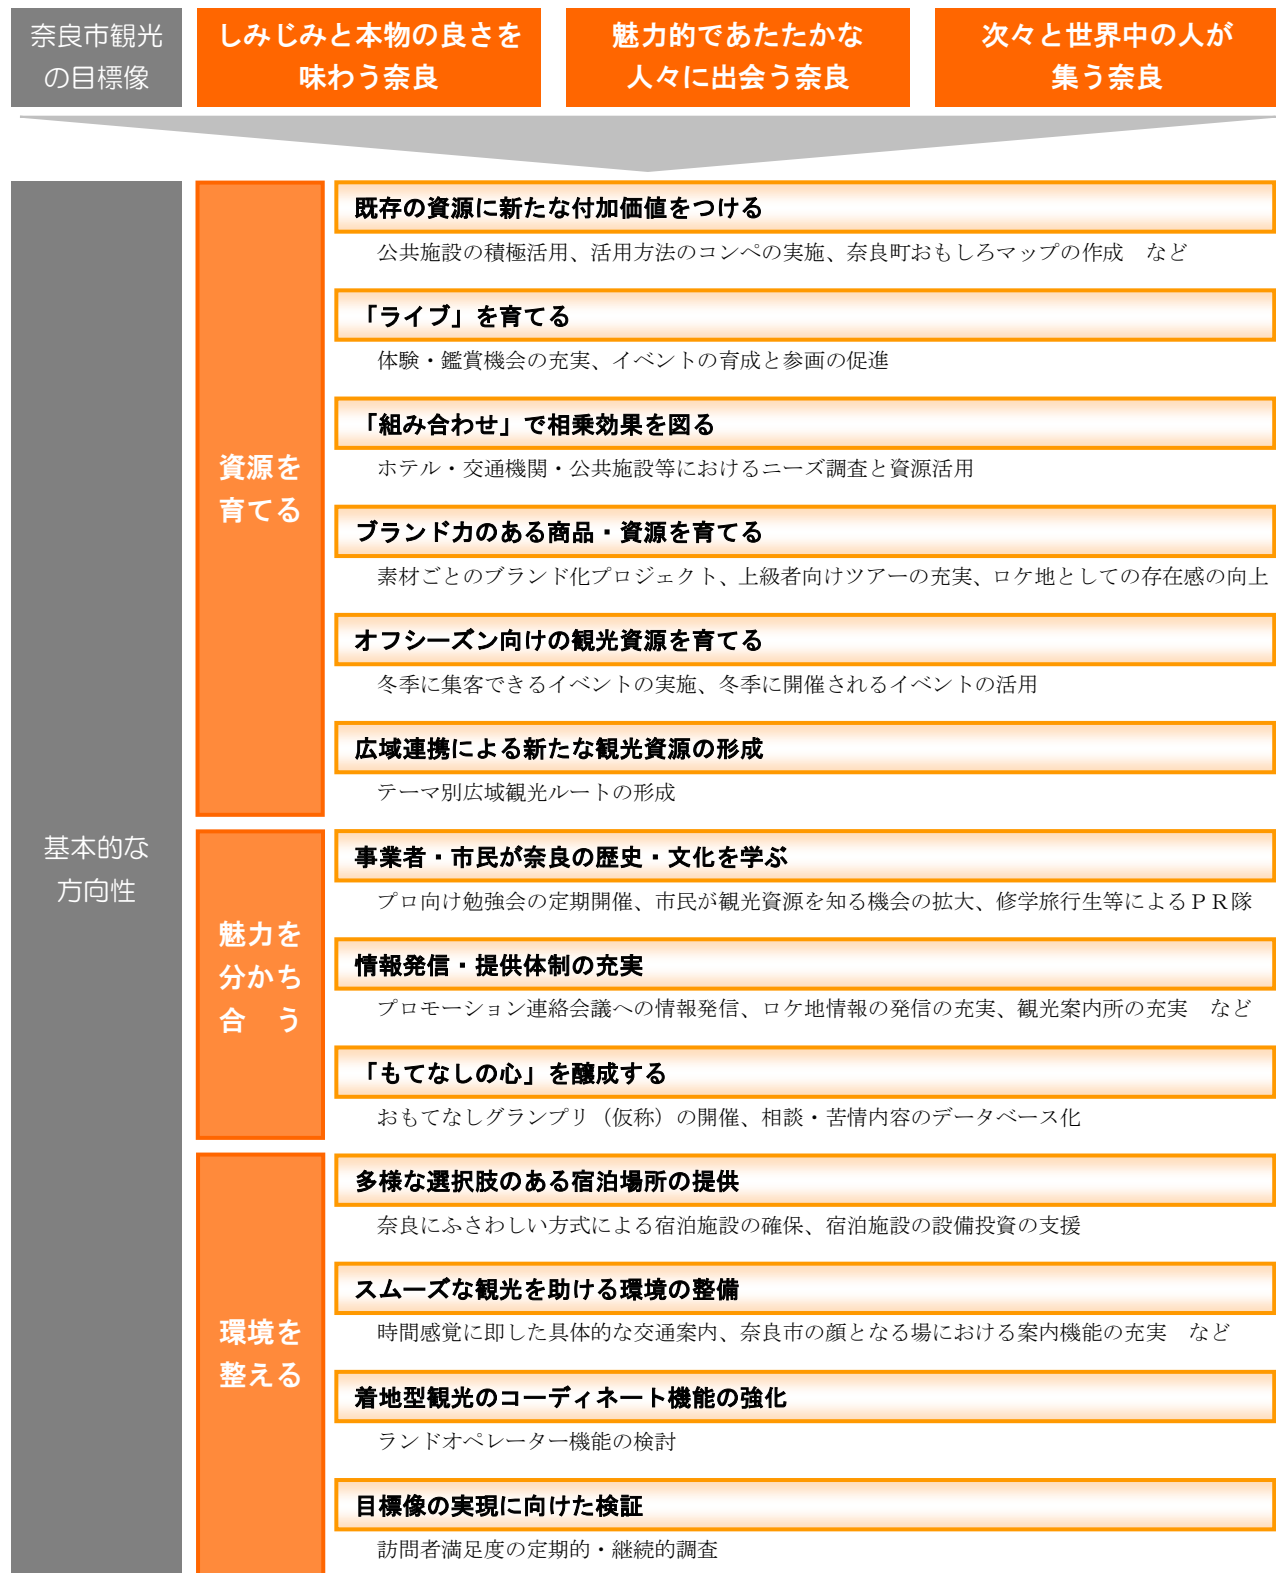 奈良市観光
の目標像
しみじみと本物の良さを
味わう奈良
魅力的であたたかな
人々に出会う奈良
次々と世界中の人が
集う奈良
基本的な
方向性
資源を
育てる
既存の資源に新たな付加価値をつける
公共施設の積極活用、活用方法のコンペの実施、奈良町おもしろマップの作成　など
「ライブ」を育てる
体験・鑑賞機会の充実、イベントの育成と参画の促進
「組み合わせ」で相乗効果を図る
ホテル・交通機関・公共施設等におけるニーズ調査と資源活用
ブランド力のある商品・資源を育てる
素材ごとのブランド化プロジェクト、上級者向けツアーの充実、ロケ地としての存在感の向上
オフシーズン向けの観光資源を育てる
冬季に集客できるイベントの実施、冬季に開催されるイベントの活用
広域連携による新たな観光資源の形成
テーマ別広域観光ルートの形成
魅力を
分かち
合　う
事業者・市民が奈良の歴史・文化を学ぶ
プロ向け勉強会の定期開催、市民が観光資源を知る機会の拡大、修学旅行生等によるＰＲ隊
情報発信・提供体制の充実
プロモーション連絡会議への情報発信、ロケ地情報の発信の充実、観光案内所の充実　など
「もてなしの心」を醸成する
おもてなしグランプリ（仮称）の開催、相談・苦情内容のデータベース化
環境を
整える
多様な選択肢のある宿泊場所の提供
奈良にふさわしい方式による宿泊施設の確保、宿泊施設の設備投資の支援
スムーズな観光を助ける環境の整備
時間感覚に即した具体的な交通案内、奈良市の顔となる場における案内機能の充実　など
着地型観光のコーディネート機能の強化
ランドオペレーター機能の検討
目標像の実現に向けた検証
訪問者満足度の定期的・継続的調査